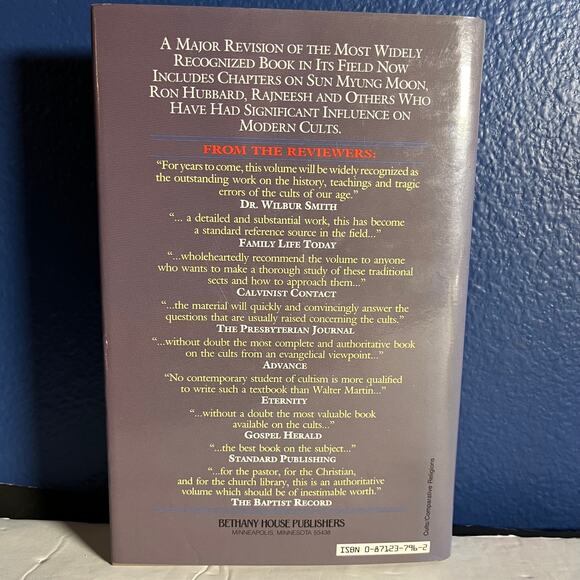 A Major Revision of the Most Widely
Recognized Book in Its Field Now
Includes Chapters on Sun Myung Moon,
Ron Hubbard, Rajneesh and Others Who
Have Had Significant Influence on
Modern Cults.
FROM THE REVIEWERS:
“For years to come, this volume will be widely recognized as
the outstanding work on the history, teachings and tragic
errors of the cults of our age.”
Dr. Wilbur Smith
“... a detailed and substantial work, this has become
a standard reference source in the field...”
Family Life Today
“...wholeheartedly recommend the volume to anyone
who wants to make a thorough study of these traditional
sects and how to approach them...”
Calvinist Contact
“...the material will quickly and convincingly answer the
questions that are usually raised concerning the cults.”
The Presbyterian Journal
“...without doubt the most complete and authoritative book
on the cults from an evangelical viewpoint...”
Advance
“No contemporary student of cultism is more qualified
to write such a textbook than Walter Martin...”
Eternity
“...without a doubt the most valuable book
available on the cults...”
Gospel Herald
“...the best book on the subject...”
Standard Publishing
“...for the pastor, for the Christian,
and for the church library, this is an authoritative
volume which should be of inestimable worth.”
The Baptist Record
BETHANY HOUSE PUBLISHERS
MINNEAPOLIS, MINNESOTA 55438
Cults/Comparative Religions
ISBN 0-87123-796-2